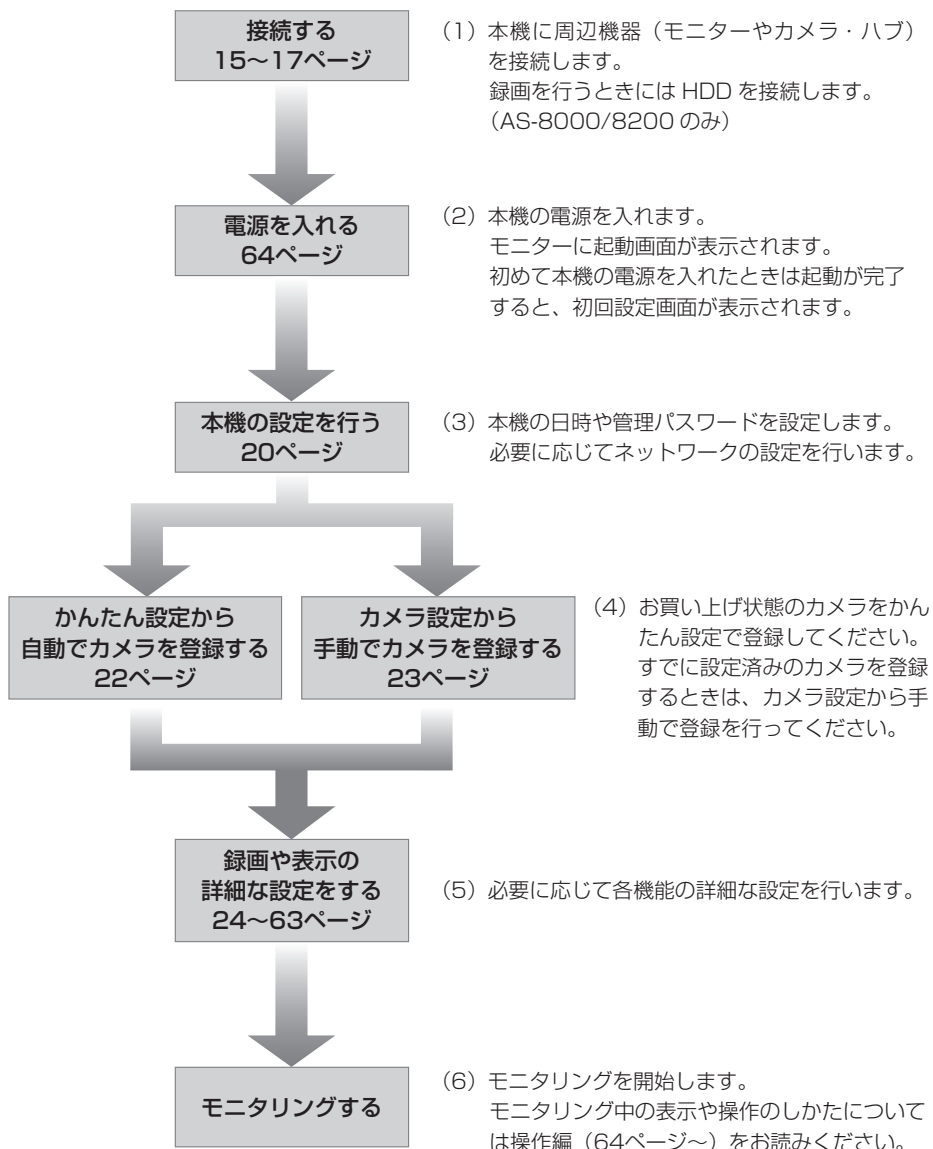 接続する
15〜17ページ
（1）本機に周辺機器（モニターやカメラ・ハブ）
を接続します。
録画を行うときには HDD を接続します。
（AS-8000/8200 のみ）
電源を入れる
64ページ
（2）本機の電源を入れます。
モニターに起動画面が表示されます。
初めて本機の電源を入れたときは起動が完了
すると、初回設定画面が表示されます。
本機の設定を行う
20ページ
（3）本機の日時や管理パスワードを設定します。
必要に応じてネットワークの設定を行います。
かんたん設定から
自動でカメラを登録する
22ページ
カメラ設定から
手動でカメラを登録する
23ページ
（4）お買い上げ状態のカメラをかん
たん設定で登録してください。
すでに設定済みのカメラを登録
するときは、カメラ設定から手
動で登録を行ってください。
録画や表示の
詳細な設定をする
24〜63ページ
（5）必要に応じて各機能の詳細な設定を行います。
モニタリングする
（6）モニタリングを開始します。
モニタリング中の表示や操作のしかたについて
は操作編（64ページ〜）をお読みください。